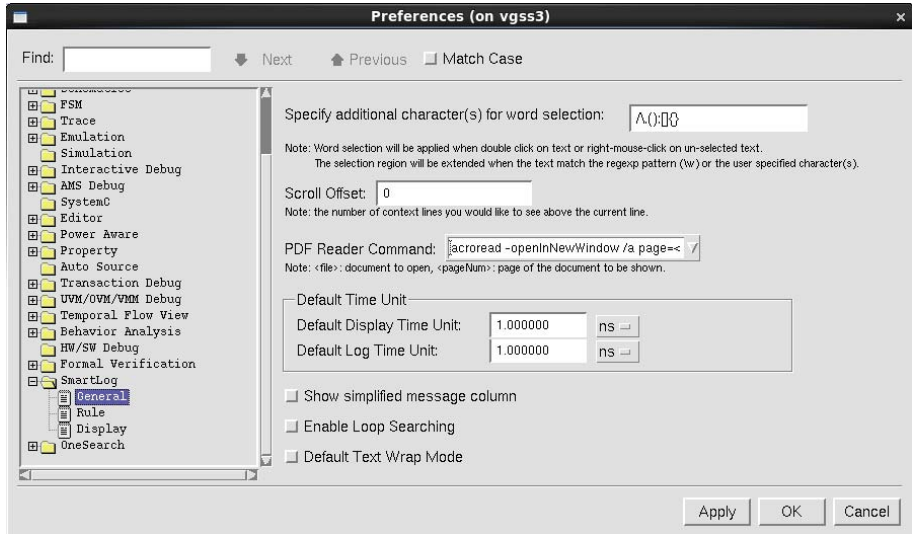 Preferences (on vgss3)
Find: Next Previous Match Case
FSM
Trace
Emulation
Simulation
Interactive Debug
AMS Debug
SystemC
Editor
Power Aware
Property
Auto Source
Transaction Debug
UVM/OVM/VMM Debug
Temporal Flow View
Behavior Analysis
HW/SW Debug
Formal Verification
SmartLog
General
Rule
Display
OneSearch
Specify additional character(s) for word selection: /\.():[]{}
Note: Word selection will be applied when double click on text or right-mouse-click on un-selected text.
The selection region will be extended when the text match the regexp pattern (\w) or the user specified character(s).
Scroll Offset: 0
Note: the number of context lines you would like to see above the current line.
PDF Reader Command: acroread -openInNewWindow /a page=<
Note: <file>: document to open, <pageNum>: page of the document to be shown.
Default Time Unit
Default Display Time Unit: 1.000000 ns
Default Log Time Unit: 1.000000 ns
Show simplified message column
Enable Loop Searching
Default Text Wrap Mode
Apply OK Cancel